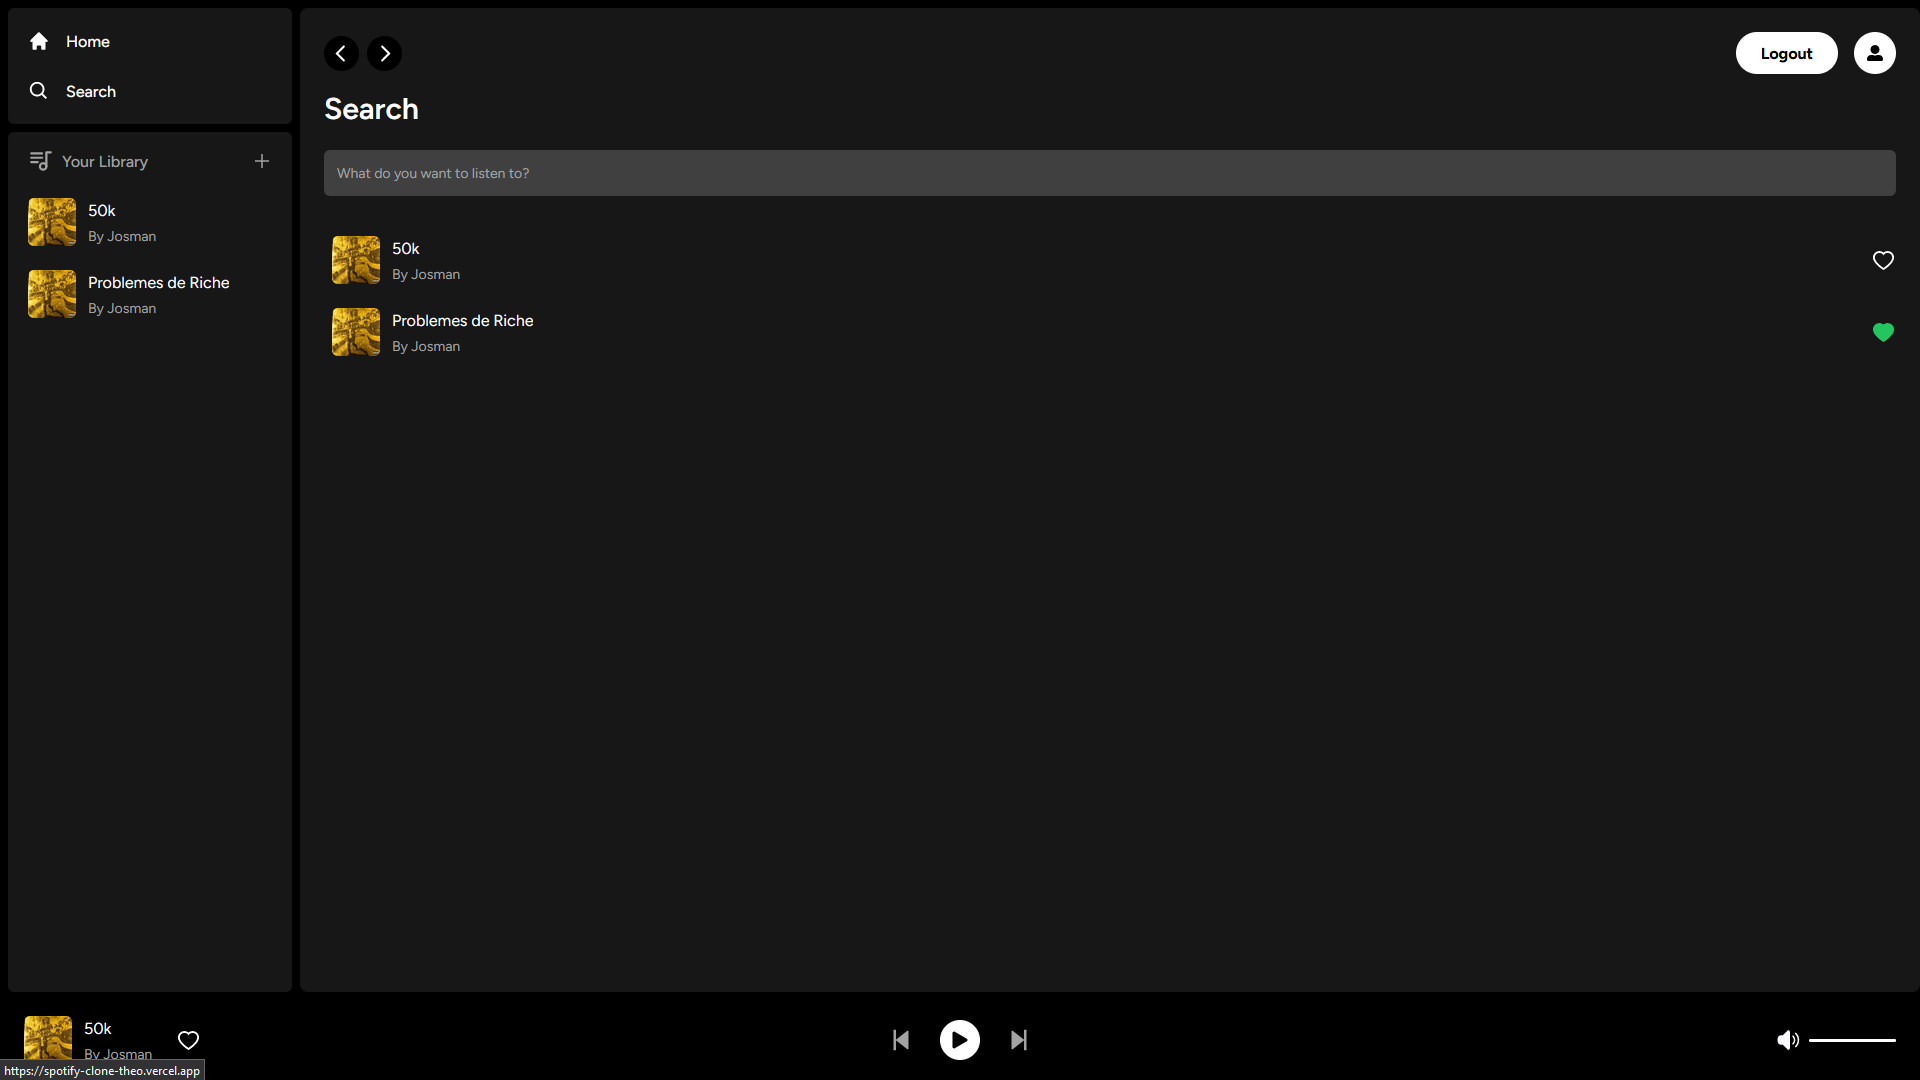 Home
Search
Your Library
50k
By Josman
Problemes de Riche
By Josman
Logout
Search
What do you want to listen to?
50k
By Josman
Problemes de Riche
By Josman
50k
By Josman
https://spotify-clone-theo.vercel.app